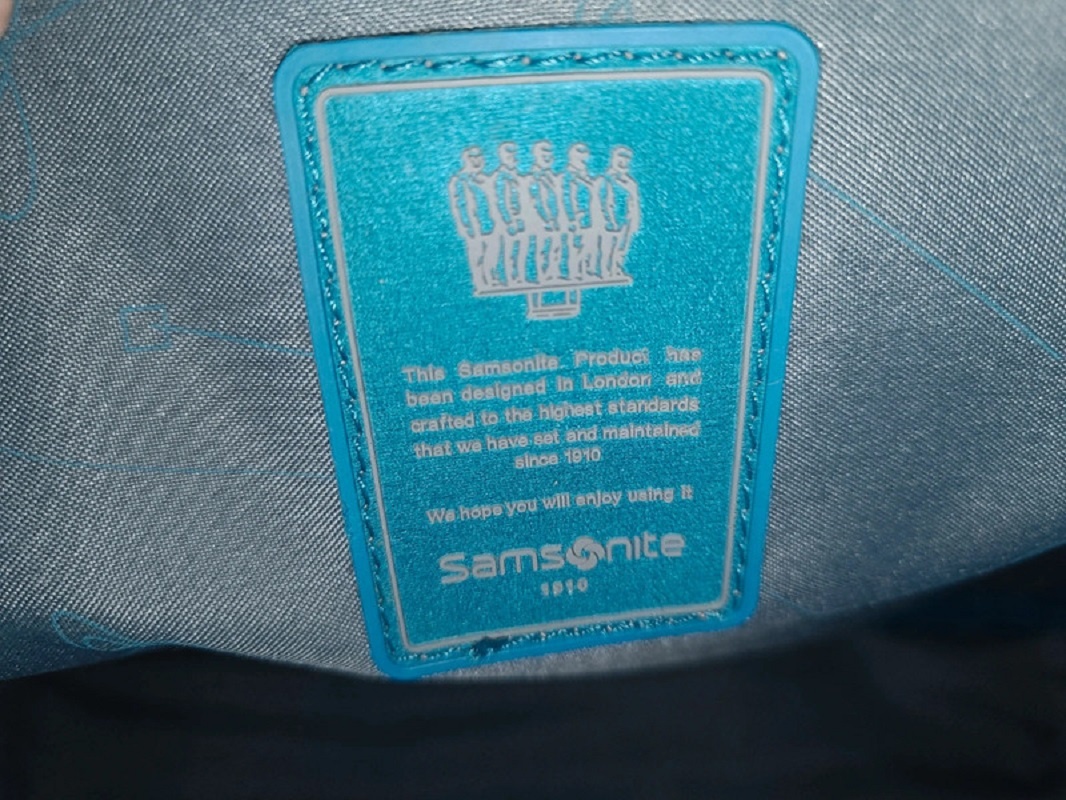 This Samsonite Product has
been designed in London and
crafted to the highest standards
that we have set and maintained
since 1910
We hope you will enjoy using it
Samsonite
1910